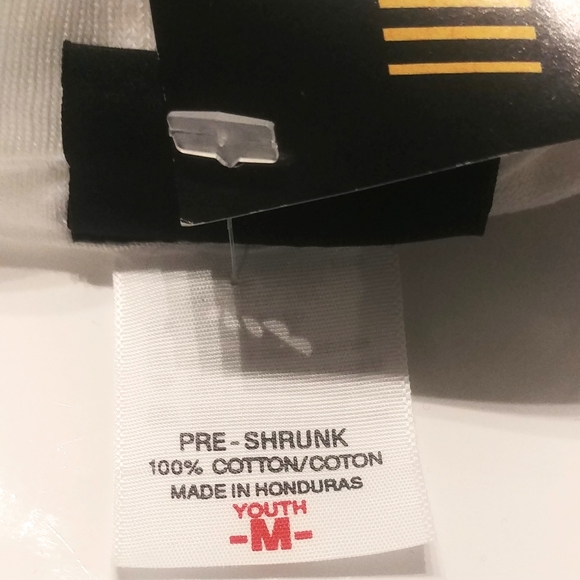 PRE-SHRUNK
100% COTTON/COTON
MADE IN HONDURAS
YOUTH
-M-